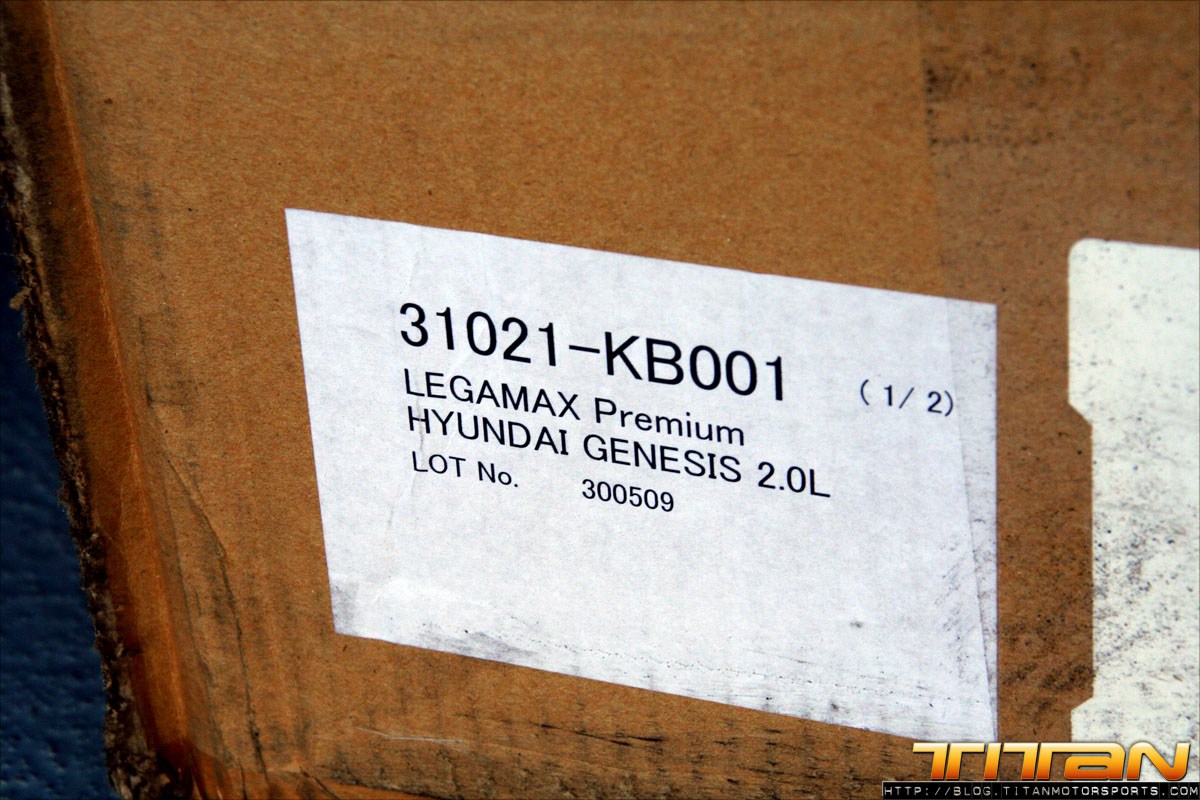 31021-KB001 (1/2)
LEGAMAX Premium
HYUNDAI GENESIS 2.0L
LOT No. 300509
TITAN
HTTP://BLOG.TITANMOTORSPORTS.COM